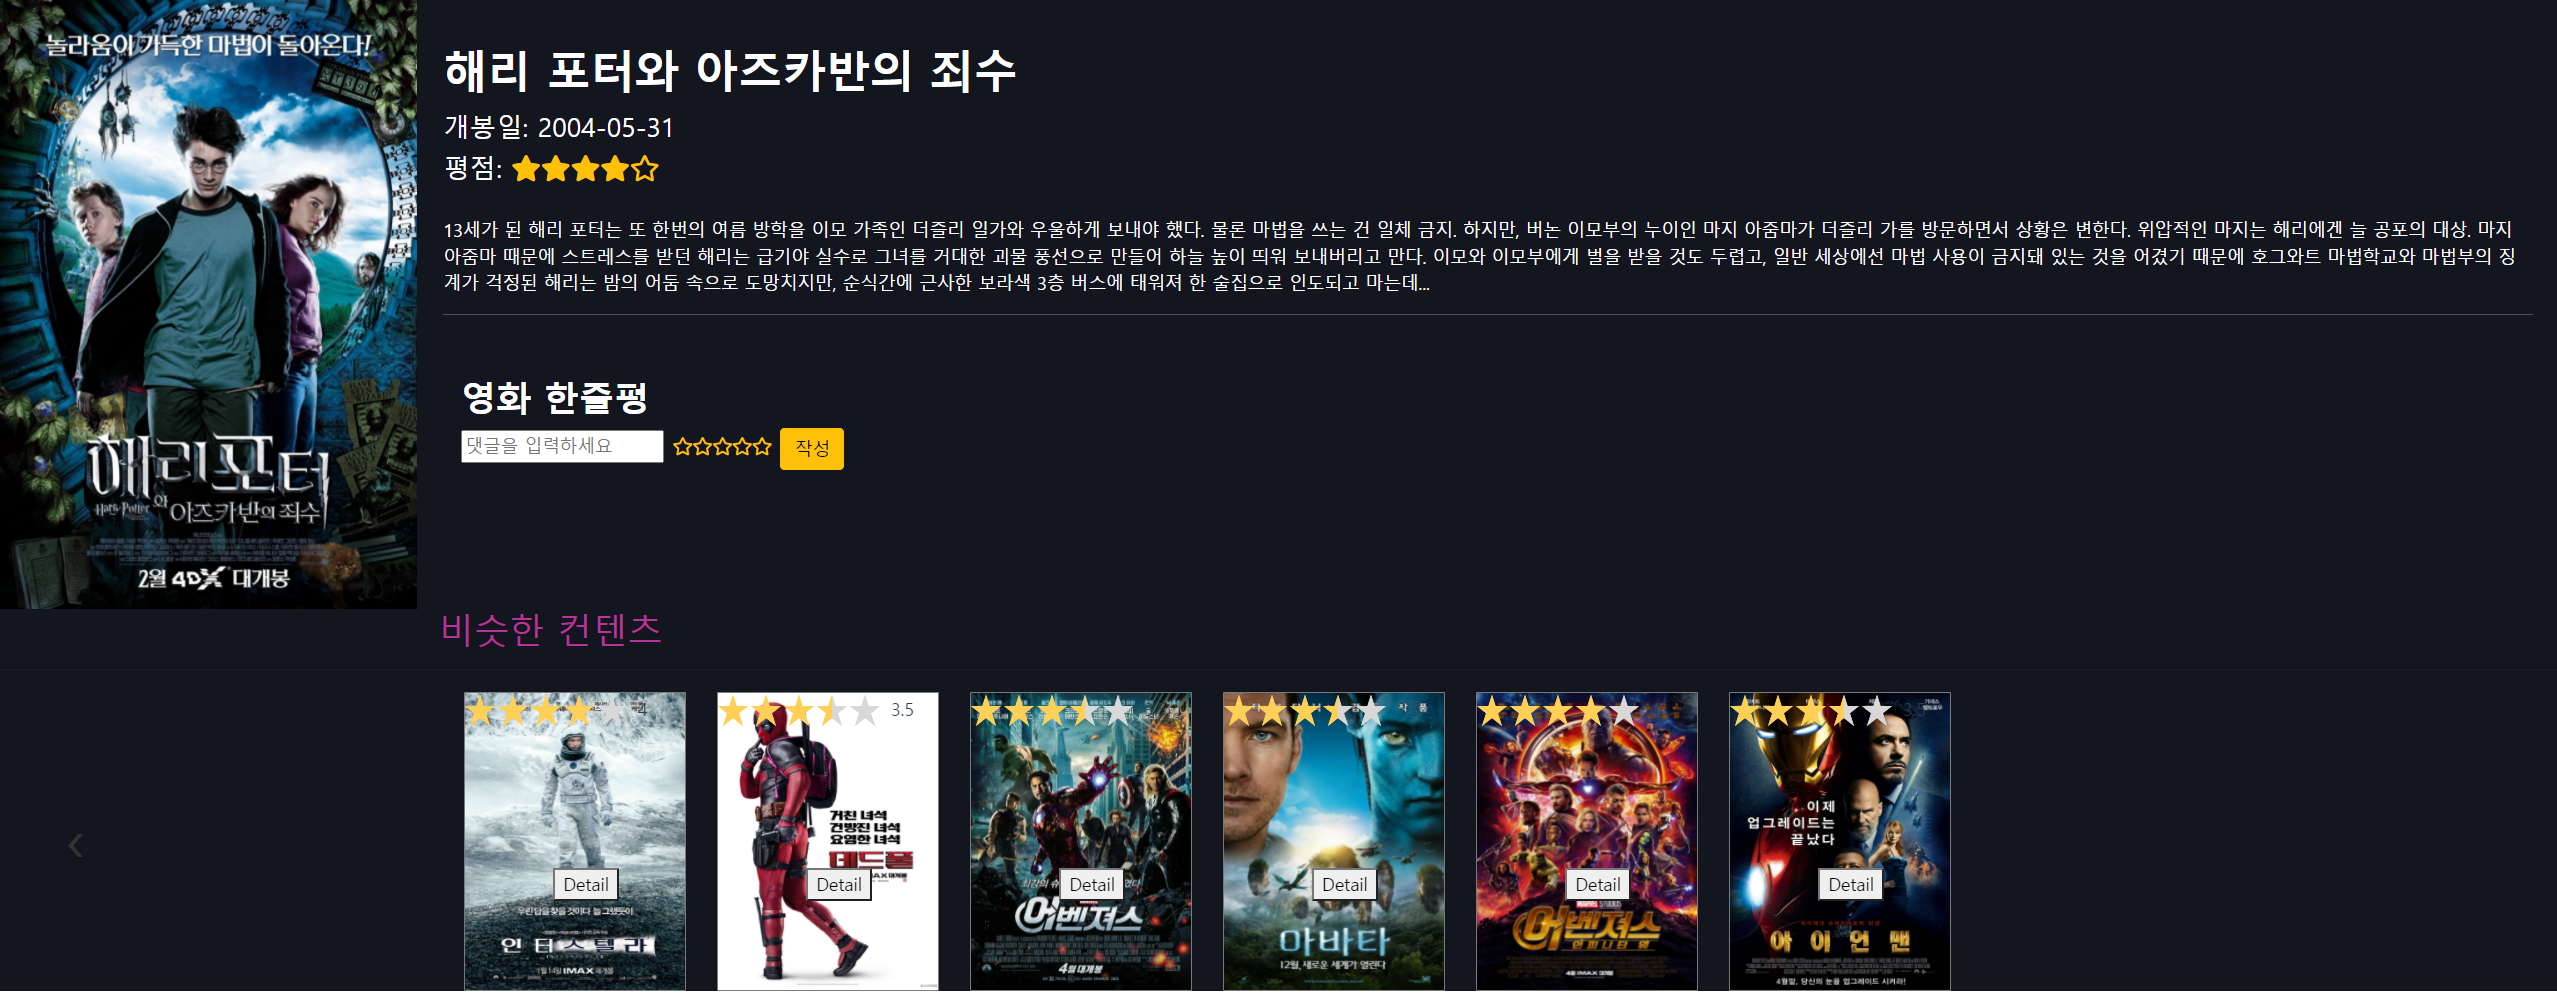 놀라움이 가득한 마법이 돌아온다!
해리포터
Harry Potter 와 아즈카반의 죄수
2월 4DX 대개봉
해리 포터와 아즈카반의 죄수
개봉일: 2004-05-31
평점: ★★★★☆
13세가 된 해리 포터는 또 한번의 여름 방학을 이모 가족인 더즐리 일가와 우울하게 보내야 했다. 물론 마법을 쓰는 건 일체 금지. 하지만, 버논 이모부의 누이인 마지 아줌마가 더즐리 가를 방문하면서 상황은 변한다. 위압적인 마지는 해리에겐 늘 공포의 대상. 마지
아줌마 때문에 스트레스를 받던 해리는 급기야 실수로 그녀를 거대한 괴물 풍선으로 만들어 하늘 높이 띄워 보내버리고 만다. 이모와 이모부에게 벌을 받을 것도 두렵고, 일반 세상에선 마법 사용이 금지돼 있는 것을 어겼기 때문에 호그와트 마법학교와 마법부의 징
계가 걱정된 해리는 밤의 어둠 속으로 도망치지만, 순식간에 근사한 보라색 3층 버스에 태워져 한 술집으로 인도되고 마는데...
영화 한줄평
댓글을 입력하세요 ☆☆☆☆☆ 작성
비슷한 컨텐츠
4
Detail
우린 답을 찾을 것이다 늘 그랬듯이
인터스텔라
1월 14일 IMAX 재개봉
3.5
거친 녀석
건방진 녀석
요염한 녀석
데드풀
IMAX 대개봉
Detail
Detail
어벤져스
4월 대개봉
Detail
아바타
12월, 새로운 세계가 열린다
Detail
MARVEL STUDIOS
어벤져스
인피니티 워
4월 IMAX 대개봉
이제
업그레이드는
끝났다
Detail
아이언맨
4월말, 당신의 눈을 업그레이드 시켜라!